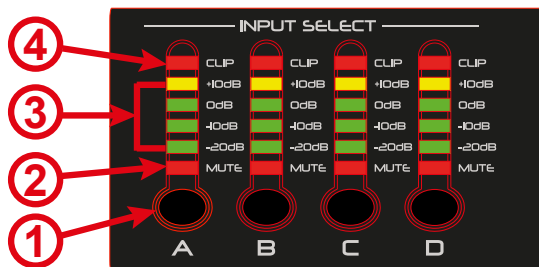 INPUT SELECT
4 CLIP CLIP CLIP CLIP
+10dB +10dB +10dB +10dB
3 0dB 0dB 0dB 0dB
-10dB -10dB -10dB -10dB
-20dB -20dB -20dB -20dB
2 MUTE MUTE MUTE MUTE
1
A B C D